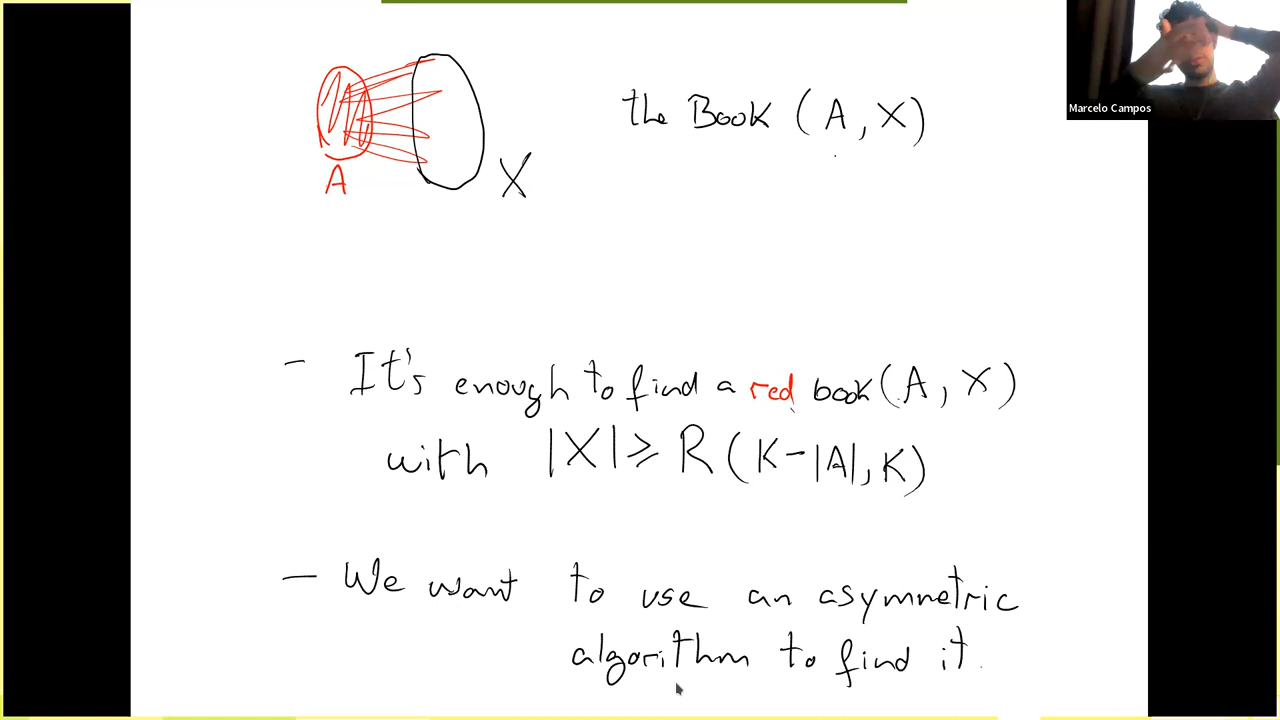 Marcelo Campos
the Book (A, X)
A
X
- It's enough to find a red book (A, X)
with |X| ≥ R (K-|A|, K)
- We want to use an asymmetric
algorithm to find it.